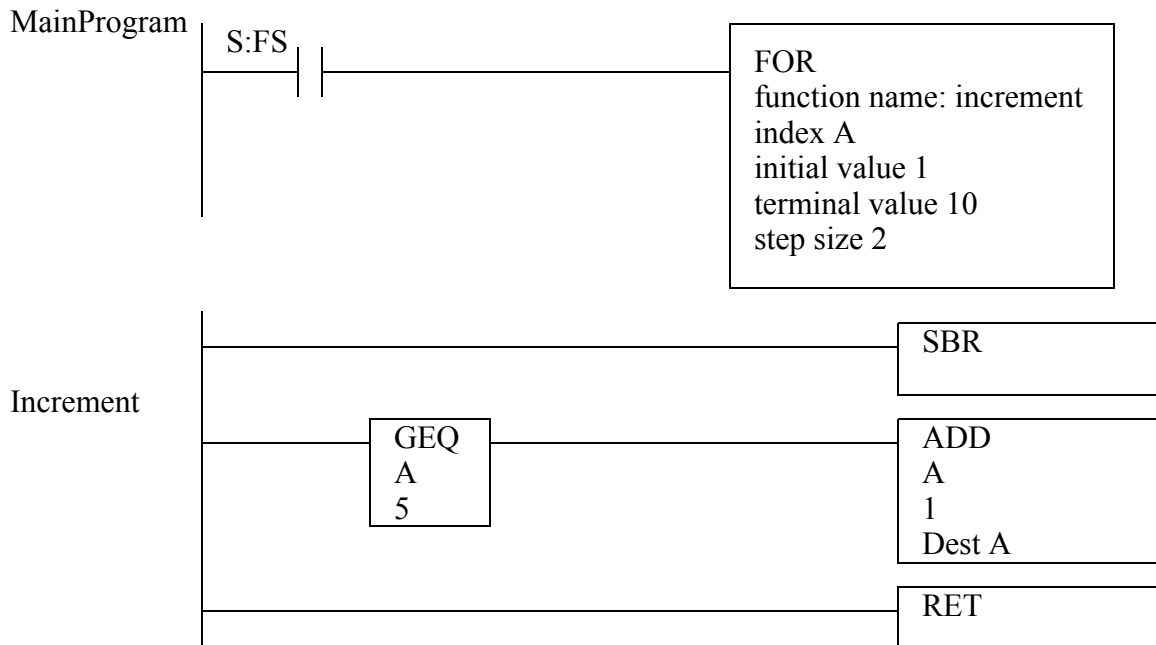 MainProgram
S:FS
FOR
function name: increment
index A
initial value 1
terminal value 10
step size 2
SBR
Increment
GEQ
A
5
ADD
A
1
Dest A
RET